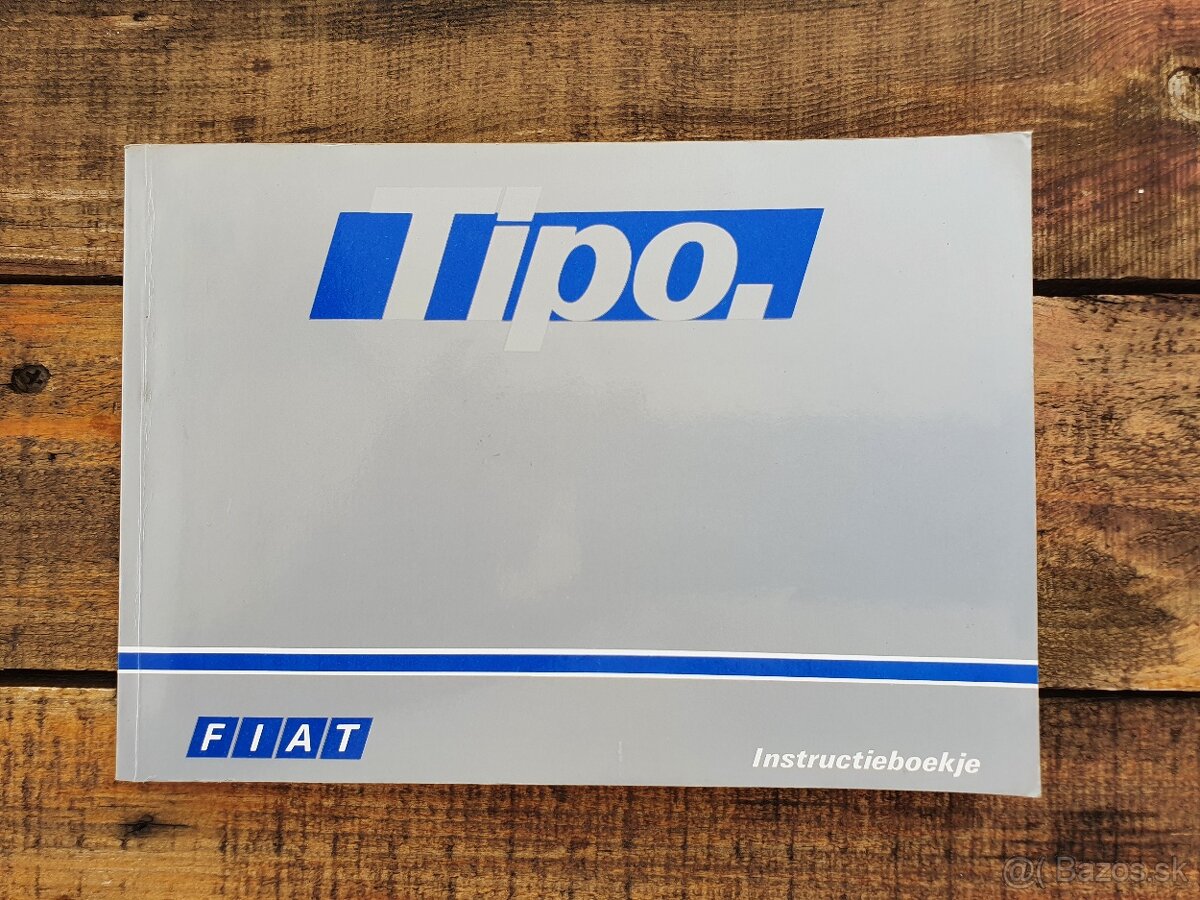 Tipo.
FIAT
Instructieboekje
@( Bazos.sk